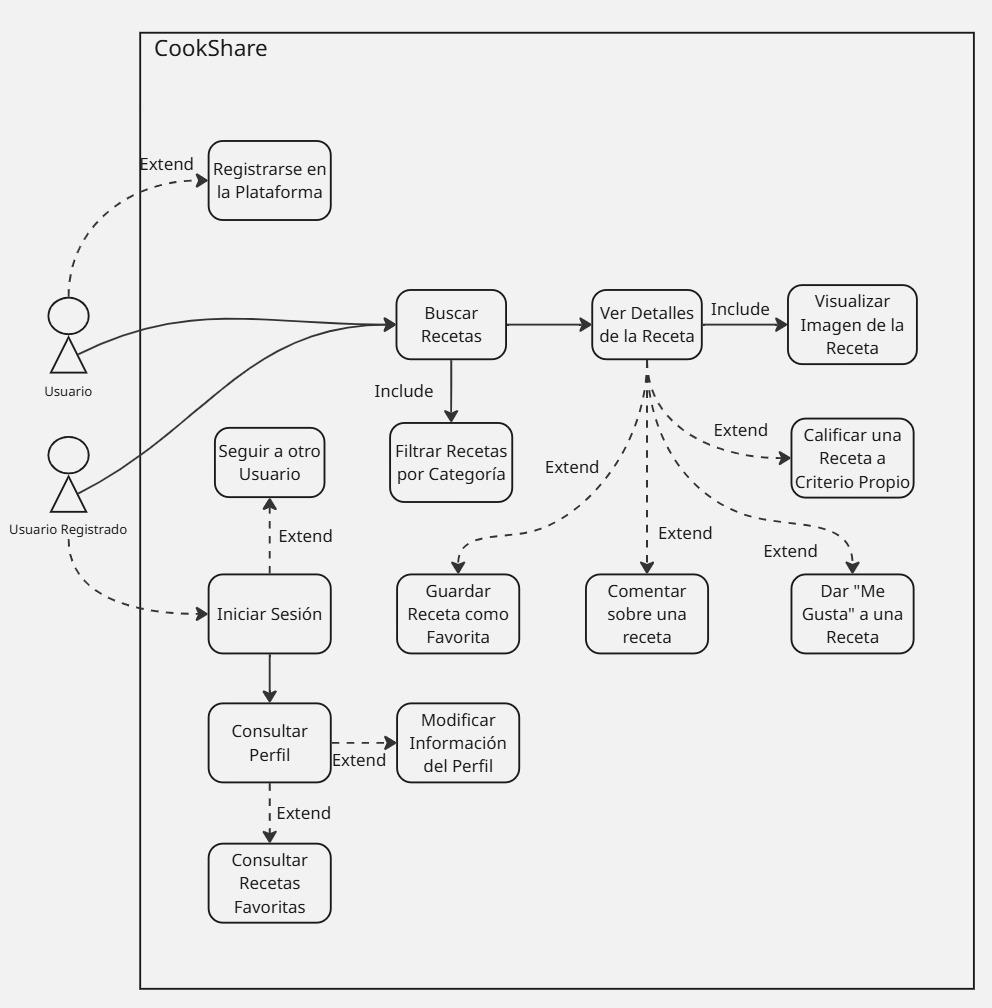 CookShare
Extend
Registrarse en
la Plataforma
Usuario
Buscar
Recetas
Ver Detalles
de la Receta
Include
Visualizar
Imagen de la
Receta
Include
Filtrar Recetas
por Categoría
Extend
Calificar una
Receta a
Criterio Propio
Usuario Registrado
Seguir a otro
Usuario
Extend
Extend
Extend
Extend
Iniciar Sesión
Guardar
Receta como
Favorita
Comentar
sobre una
receta
Dar "Me
Gusta" a una
Receta
Consultar
Perfil
Extend
Modificar
Información
del Perfil
Extend
Consultar
Recetas
Favoritas